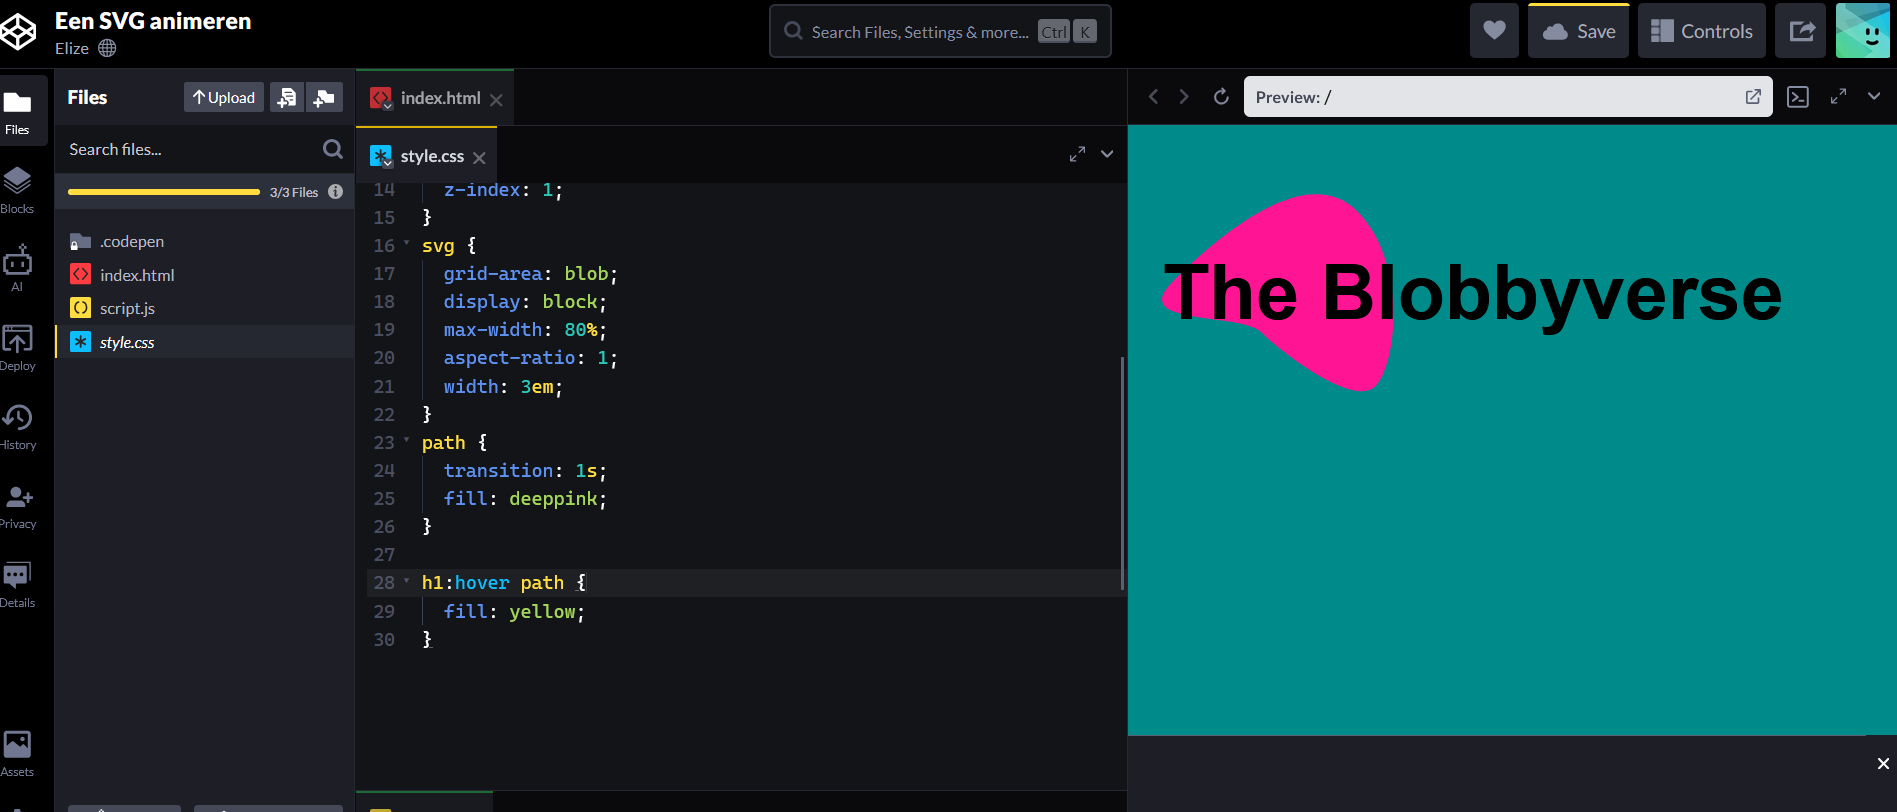 Een SVG animeren
Elize
Search Files, Settings & more... Ctrl K
Save
Controls
Files
Blocks
AI
Deploy
History
Privacy
Details
Assets
Files
Upload
Search files...
3/3 Files
.codepen
index.html
script.js
style.css
index.html
style.css
14 z-index: 1;
15 }
16 svg {
17 grid-area: blob;
18 display: block;
19 max-width: 80%;
20 aspect-ratio: 1;
21 width: 3em;
22 }
23 path {
24 transition: 1s;
25 fill: deeppink;
26 }
27
28 h1:hover path {
29 fill: yellow;
30 }
Preview: /
The Blobbyverse